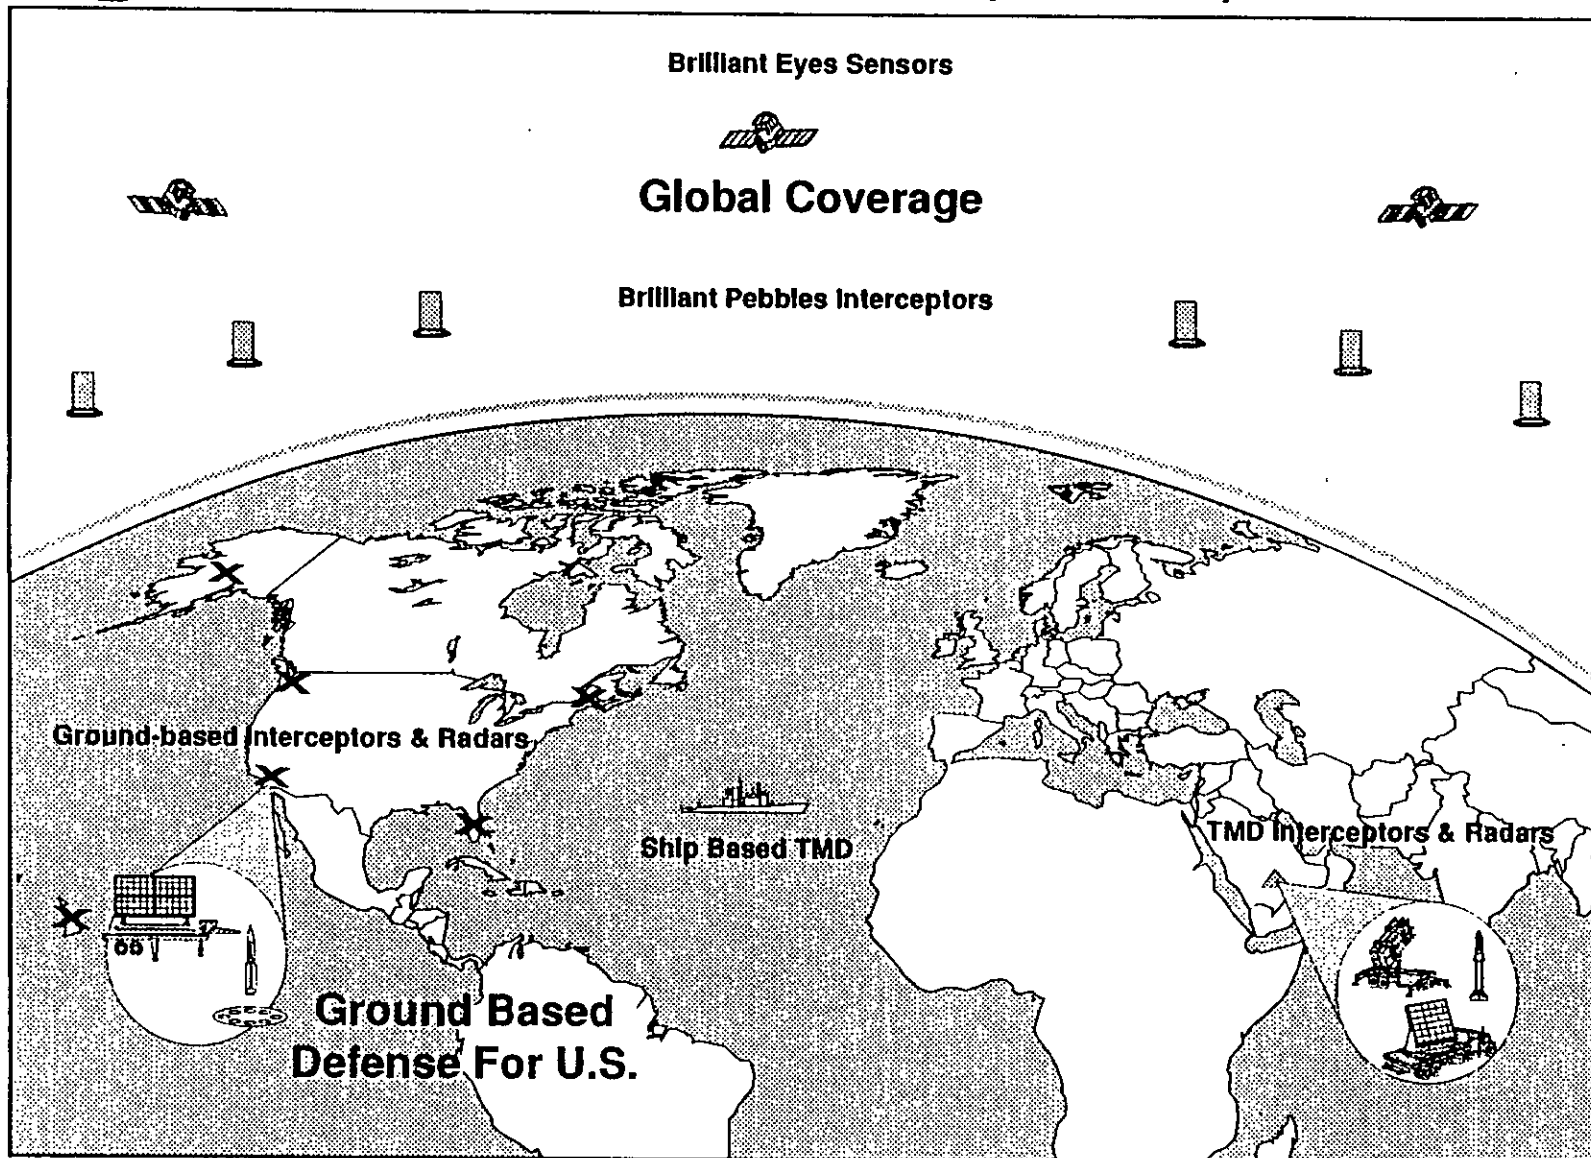 Brilliant Eyes Sensors
Global Coverage
Brilliant Pebbles Interceptors
Ground-based Interceptors & Radars
Ship Based TMD
TMD Interceptors & Radars
Ground Based
Defense For U.S.